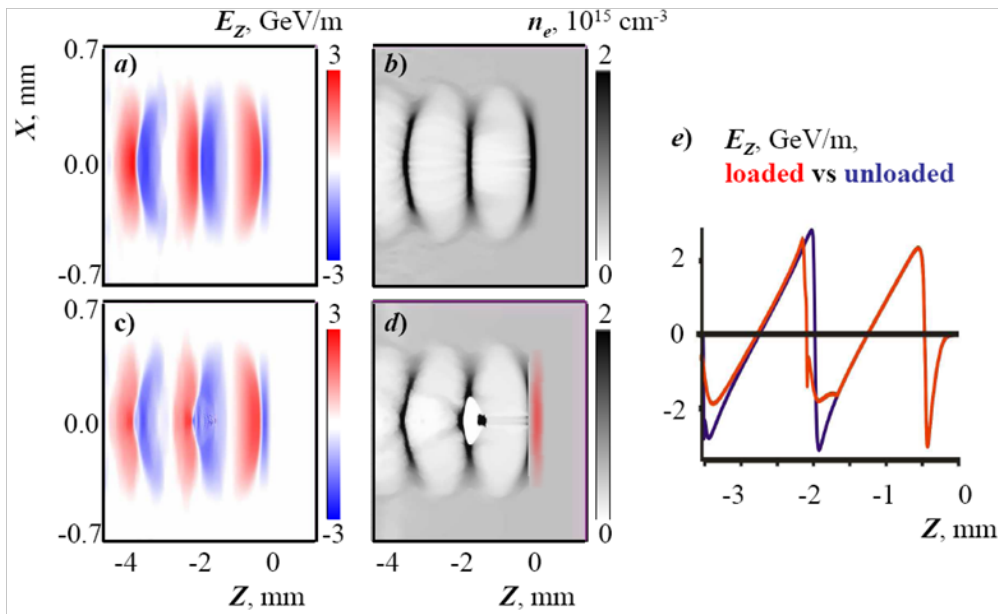 E_Z, GeV/m
n_e, 10^15 cm^-3
0.7
a)
3
b)
2
X, mm
0.0
-0.7
-3
0
e) E_Z, GeV/m,
loaded vs unloaded
0.7
c)
3
d)
2
0.0
-0.7
-3
0
-4 -2 0
-4 -2 0
Z, mm
Z, mm
2
0
-2
-3 -2 -1 0
Z, mm